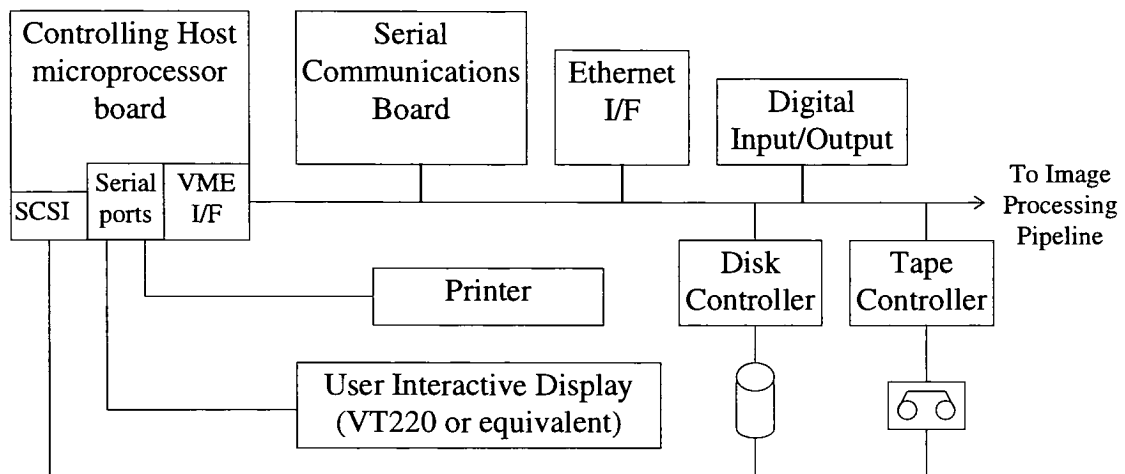 Controlling Host
microprocessor
board
SCSI
Serial
ports
VME
I/F
Serial
Communications
Board
Ethernet
I/F
Digital
Input/Output
To Image
Processing
Pipeline
Printer
Disk
Controller
Tape
Controller
User Interactive Display
(VT220 or equivalent)